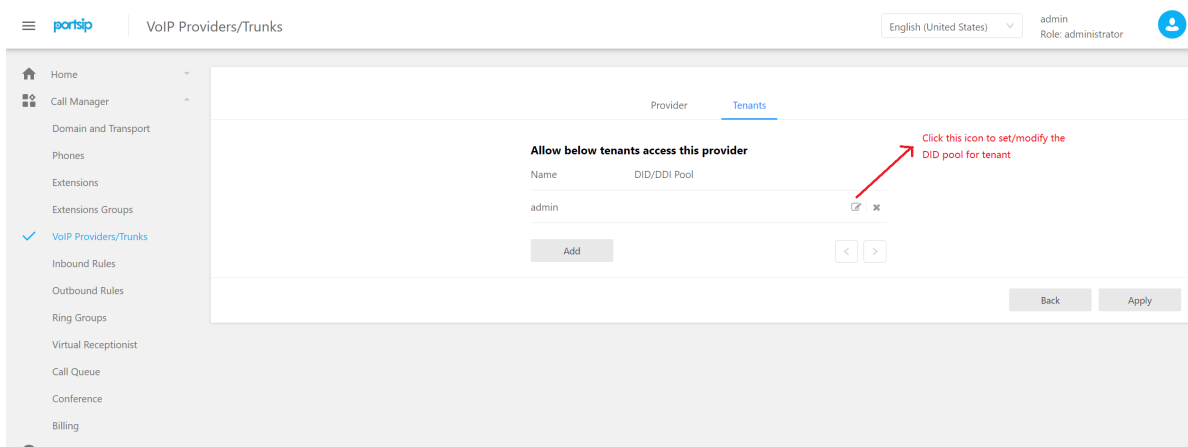 portsip
VoIP Providers/Trunks
English (United States)
admin
Role: administrator
Home
Call Manager
Domain and Transport
Phones
Extensions
Extensions Groups
VoIP Providers/Trunks
Inbound Rules
Outbound Rules
Ring Groups
Virtual Receptionist
Call Queue
Conference
Billing
Provider
Tenants
Click this icon to set/modify the
DID pool for tenant
Allow below tenants access this provider
Name DID/DDI Pool
admin
Add
Back Apply